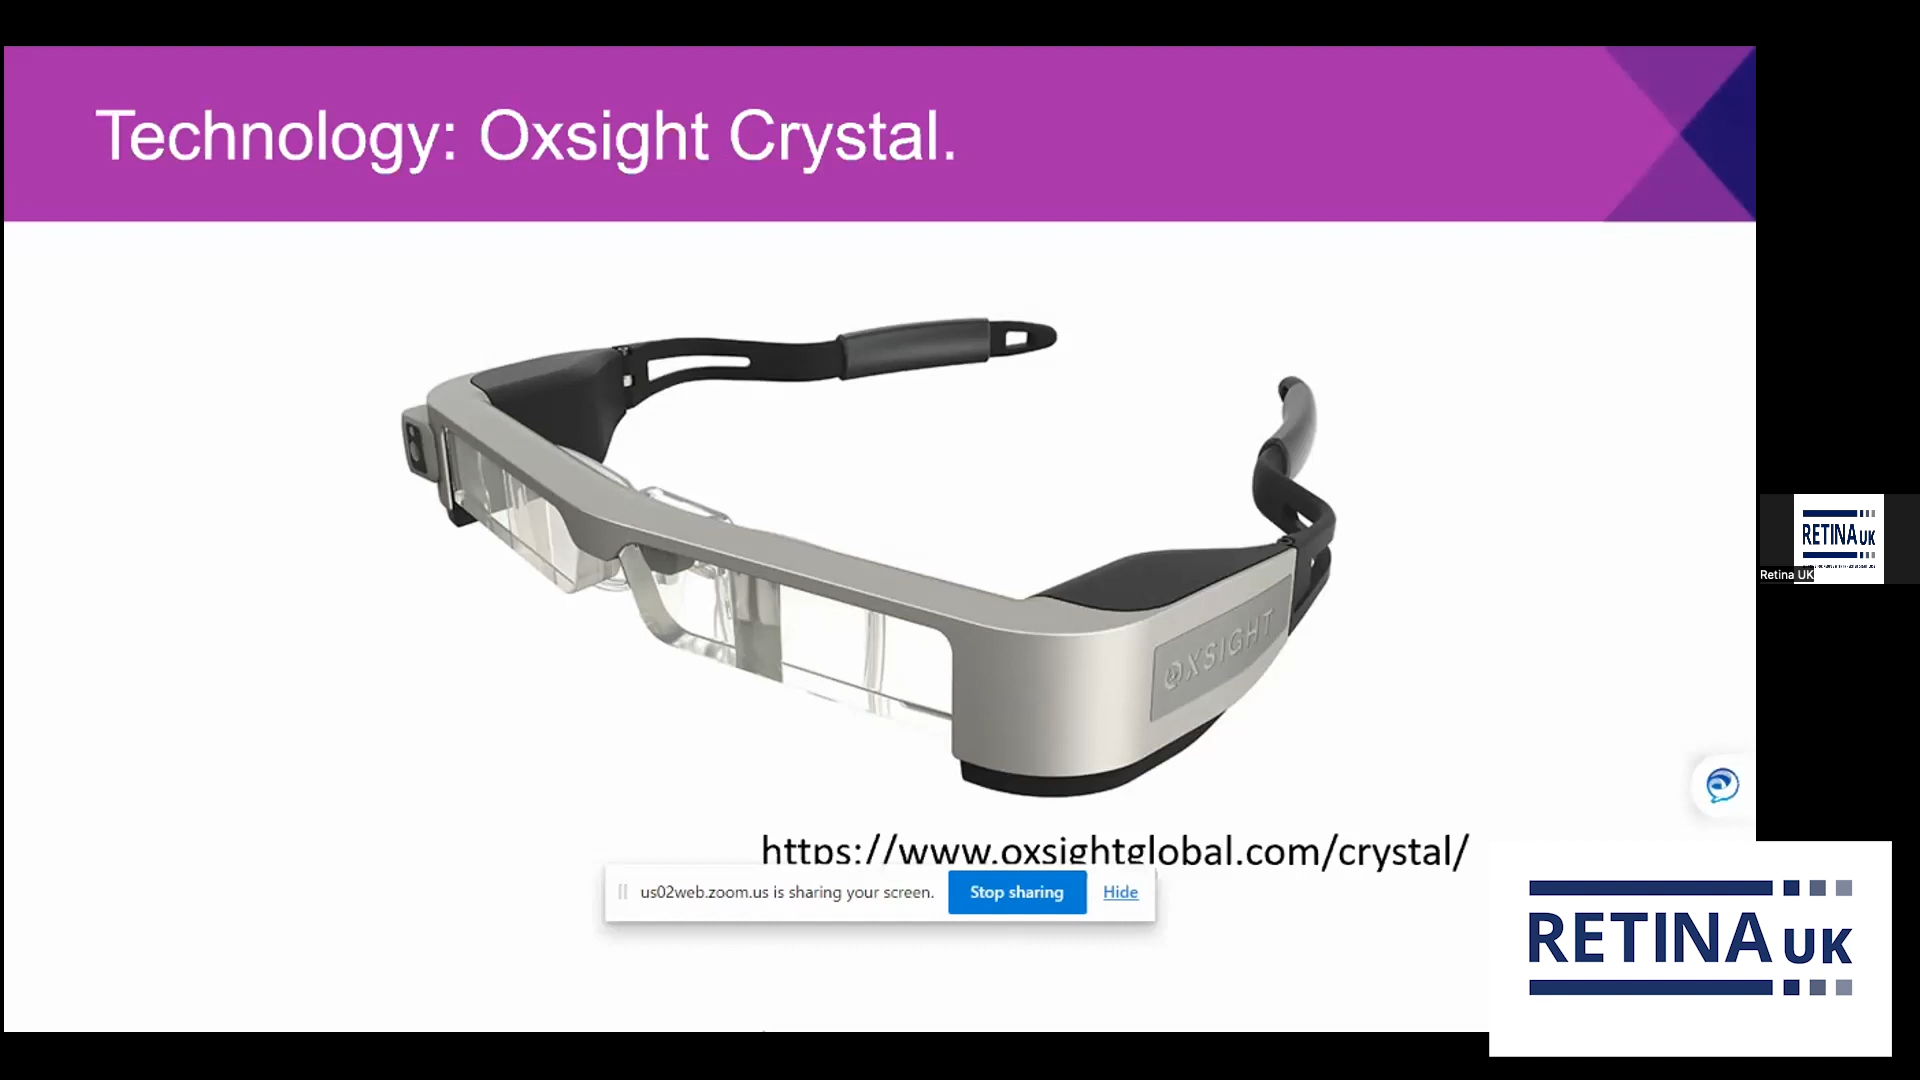 Technology: Oxsight Crystal.
OXSIGHT
RETINA UK
Retina UK
https://www.oxsightglobal.com/crystal/
us02web.zoom.us is sharing your screen.
Stop sharing
Hide
RETINA UK